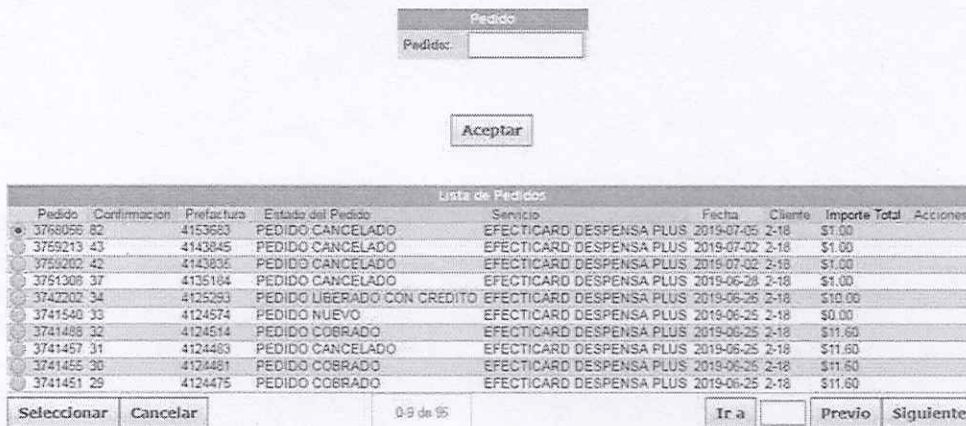 Pedido
Pedido:
Aceptar
Lista de Pedidos
Pedido Confirmacion Prefactura Estado del Pedido Servicio Fecha Cliente Importe Total Acciones
3768056 82 4153683 PEDIDO CANCELADO EFECTICARD DESPENSA PLUS 2019-07-05 2-18 $1.00
3759213 43 4143845 PEDIDO CANCELADO EFECTICARD DESPENSA PLUS 2019-07-02 2-18 $1.00
3759202 42 4143835 PEDIDO CANCELADO EFECTICARD DESPENSA PLUS 2019-07-02 2-18 $1.00
3751308 37 4135184 PEDIDO CANCELADO EFECTICARD DESPENSA PLUS 2019-06-28 2-18 $1.00
3742202 34 4125293 PEDIDO LIBERADO CON CREDITO EFECTICARD DESPENSA PLUS 2019-06-26 2-18 $10.00
3741540 33 4124574 PEDIDO NUEVO EFECTICARD DESPENSA PLUS 2019-06-25 2-18 $0.00
3741488 32 4124514 PEDIDO COBRADO EFECTICARD DESPENSA PLUS 2019-06-25 2-18 $11.60
3741457 31 4124483 PEDIDO CANCELADO EFECTICARD DESPENSA PLUS 2019-06-25 2-18 $11.60
3741455 30 4124481 PEDIDO COBRADO EFECTICARD DESPENSA PLUS 2019-06-25 2-18 $11.60
3741451 29 4124475 PEDIDO COBRADO EFECTICARD DESPENSA PLUS 2019-06-25 2-18 $11.60
Seleccionar Cancelar 0-9 de 95 Ir a Previo Siguiente